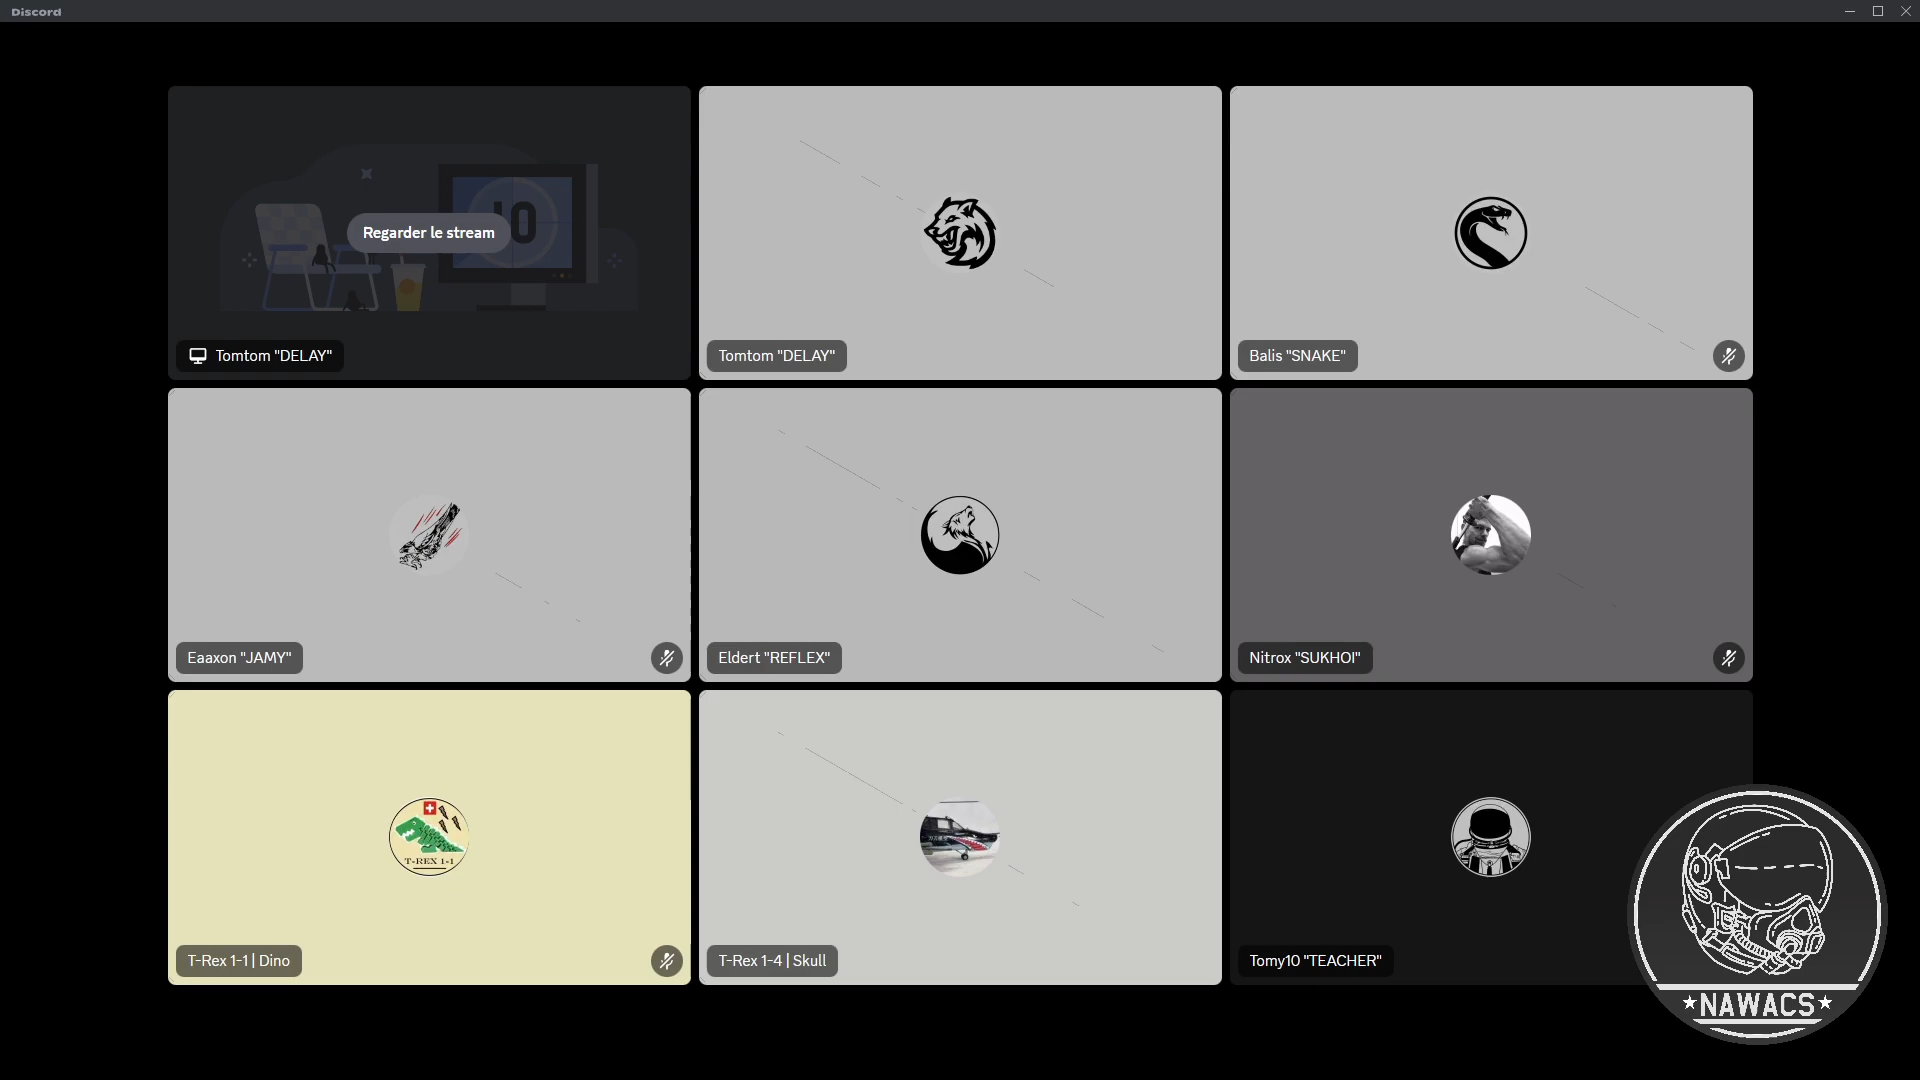 Discord
10
Regarder le stream
Tomtom "DELAY"
Tomtom "DELAY"
Balis "SNAKE"
Eaaxon "JAMY"
Eldert "REFLEX"
Nitrox "SUKHOI"
T-REX 1-1
T-Rex 1-1 | Dino
T-Rex 1-4 | Skull
Tomy10 "TEACHER"
★NAWACS★